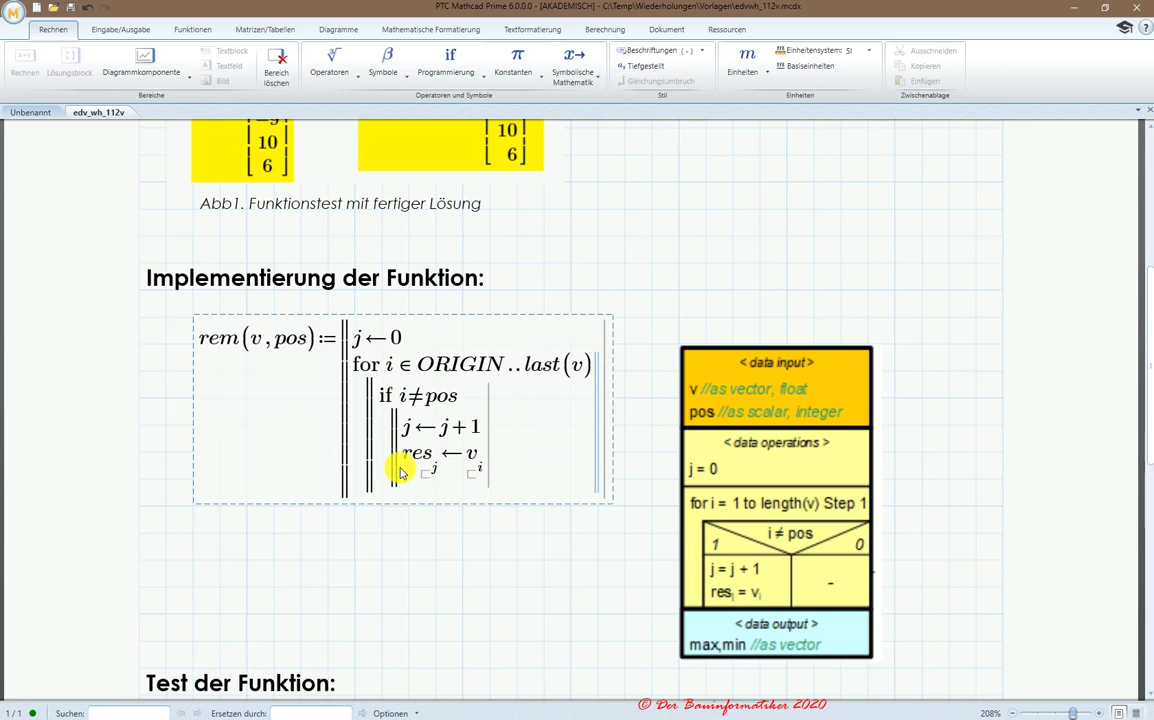 PTC Mathcad Prime 6.0.0.0 - [AKADEMISCH] - C:\Temp\Wiederholungen\Vorlagen\edvwh_112v.mcdx
Rechnen Eingabe/Ausgabe Funktionen Matrizen/Tabellen Diagramme Mathematische Formatierung Textformatierung Berechnung Dokument Ressourcen
Rechnen Lösungsblock Diagrammkomponente Textblock Textfeld Bild Bereich löschen
Bereiche
Operatoren Symbole Programmierung Konstanten Symbolische Mathematik
Operatoren und Symbole
Beschriftungen ( - )
Tiefgestellt
Gleichungsumbruch
Stil
Einheiten Einheitensystem: SI
Basiseinheiten
Einheiten
Ausschneiden
Kopieren
Einfügen
Zwischenablage
Unbenannt edv_wh_112v
10
6
10
6
Abb1. Funktionstest mit fertiger Lösung
Implementierung der Funktion:
rem(v, pos):= j←0
for i ∈ ORIGIN..last(v)
if i≠pos
j←j+1
res j ← v i
< data input >
v //as vector, float
pos //as scalar, integer
< data operations >
j = 0
for i = 1 to length(v) Step 1
i ≠ pos
1 0
j = j + 1
resj = vi
-
< data output >
max,min //as vector
Test der Funktion:
© Der Bauinformatiker 2020
1 / 1 Suchen: Ersetzen durch: Optionen 208%